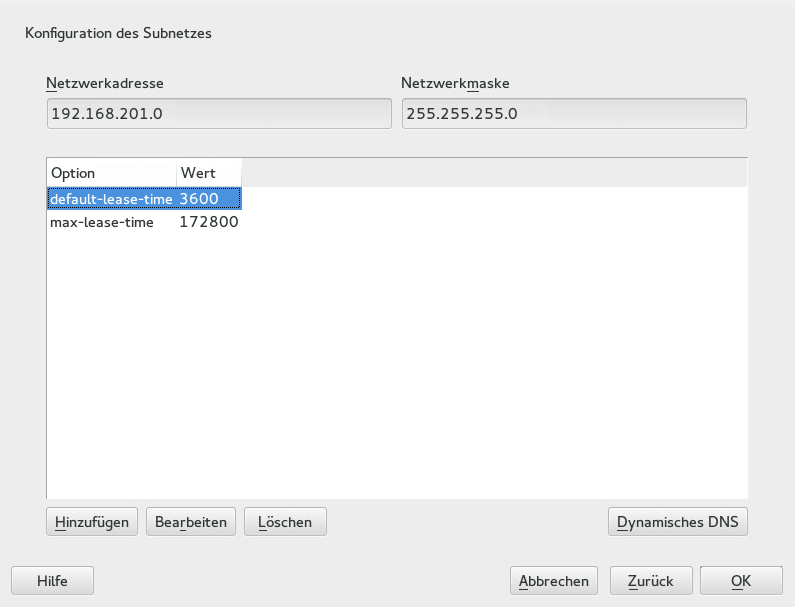 Konfiguration des Subnetzes
Netzwerkadresse Netzwerkmaske
192.168.201.0 255.255.255.0
Option Wert
default-lease-time 3600
max-lease-time 172800
Hinzufügen Bearbeiten Löschen Dynamisches DNS
Hilfe Abbrechen Zurück OK